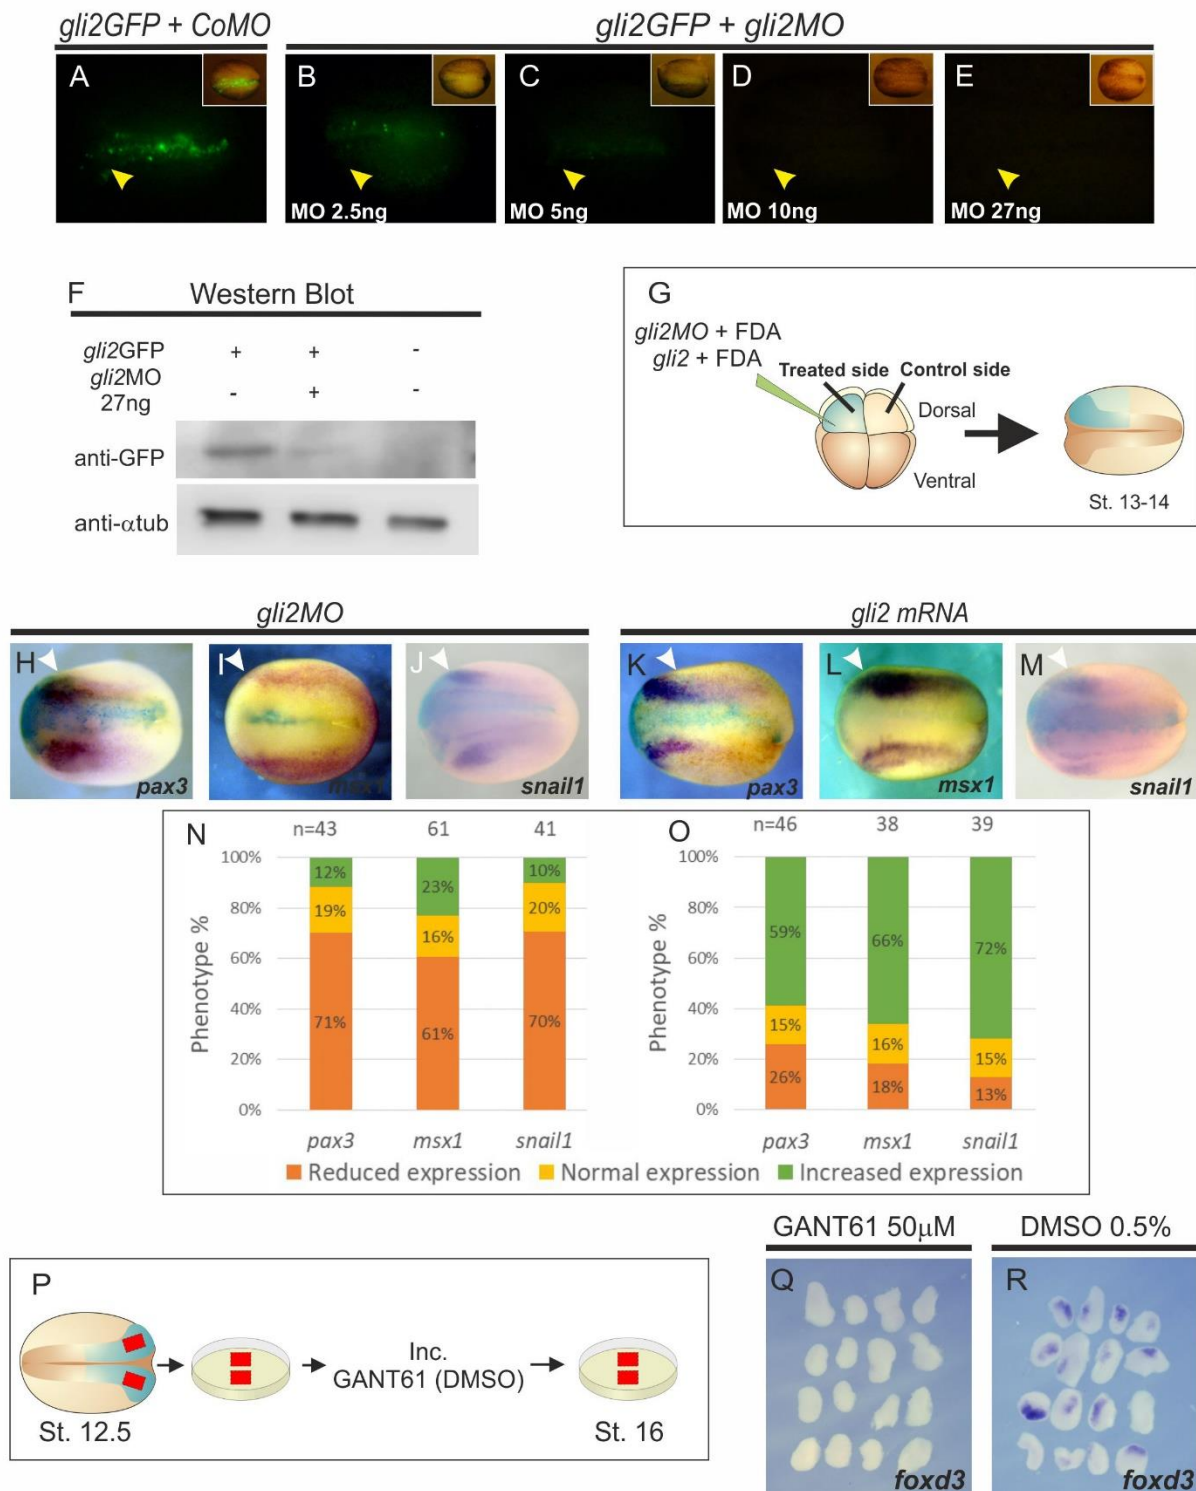 gli2GFP + CoMO
gli2GFP + gli2MO
A
B
MO 2.5ng
C
MO 5ng
D
MO 10ng
E
MO 27ng
F
Western Blot
gli2GFP + + -
gli2MO
27ng - + -
anti-GFP
anti-αtub
G
gli2MO + FDA
gli2 + FDA
Treated side
Control side
Dorsal
Ventral
St. 13-14
gli2MO
gli2 mRNA
H
pax3
I
msx1
J
snail1
K
pax3
L
msx1
M
snail1
N
n=43 61 41
Phenotype %
100%
80%
60%
40%
20%
0%
12% 23% 10%
19% 16% 20%
71% 61% 70%
pax3 msx1 snail1
O
n=46 38 39
Phenotype %
100%
80%
60%
40%
20%
0%
59% 66% 72%
15% 16% 15%
26% 18% 13%
pax3 msx1 snail1
Reduced expression Normal expression Increased expression
P
St. 12.5
Inc.
GANT61 (DMSO)
St. 16
GANT61 50μM
Q
foxd3
DMSO 0.5%
R
foxd3